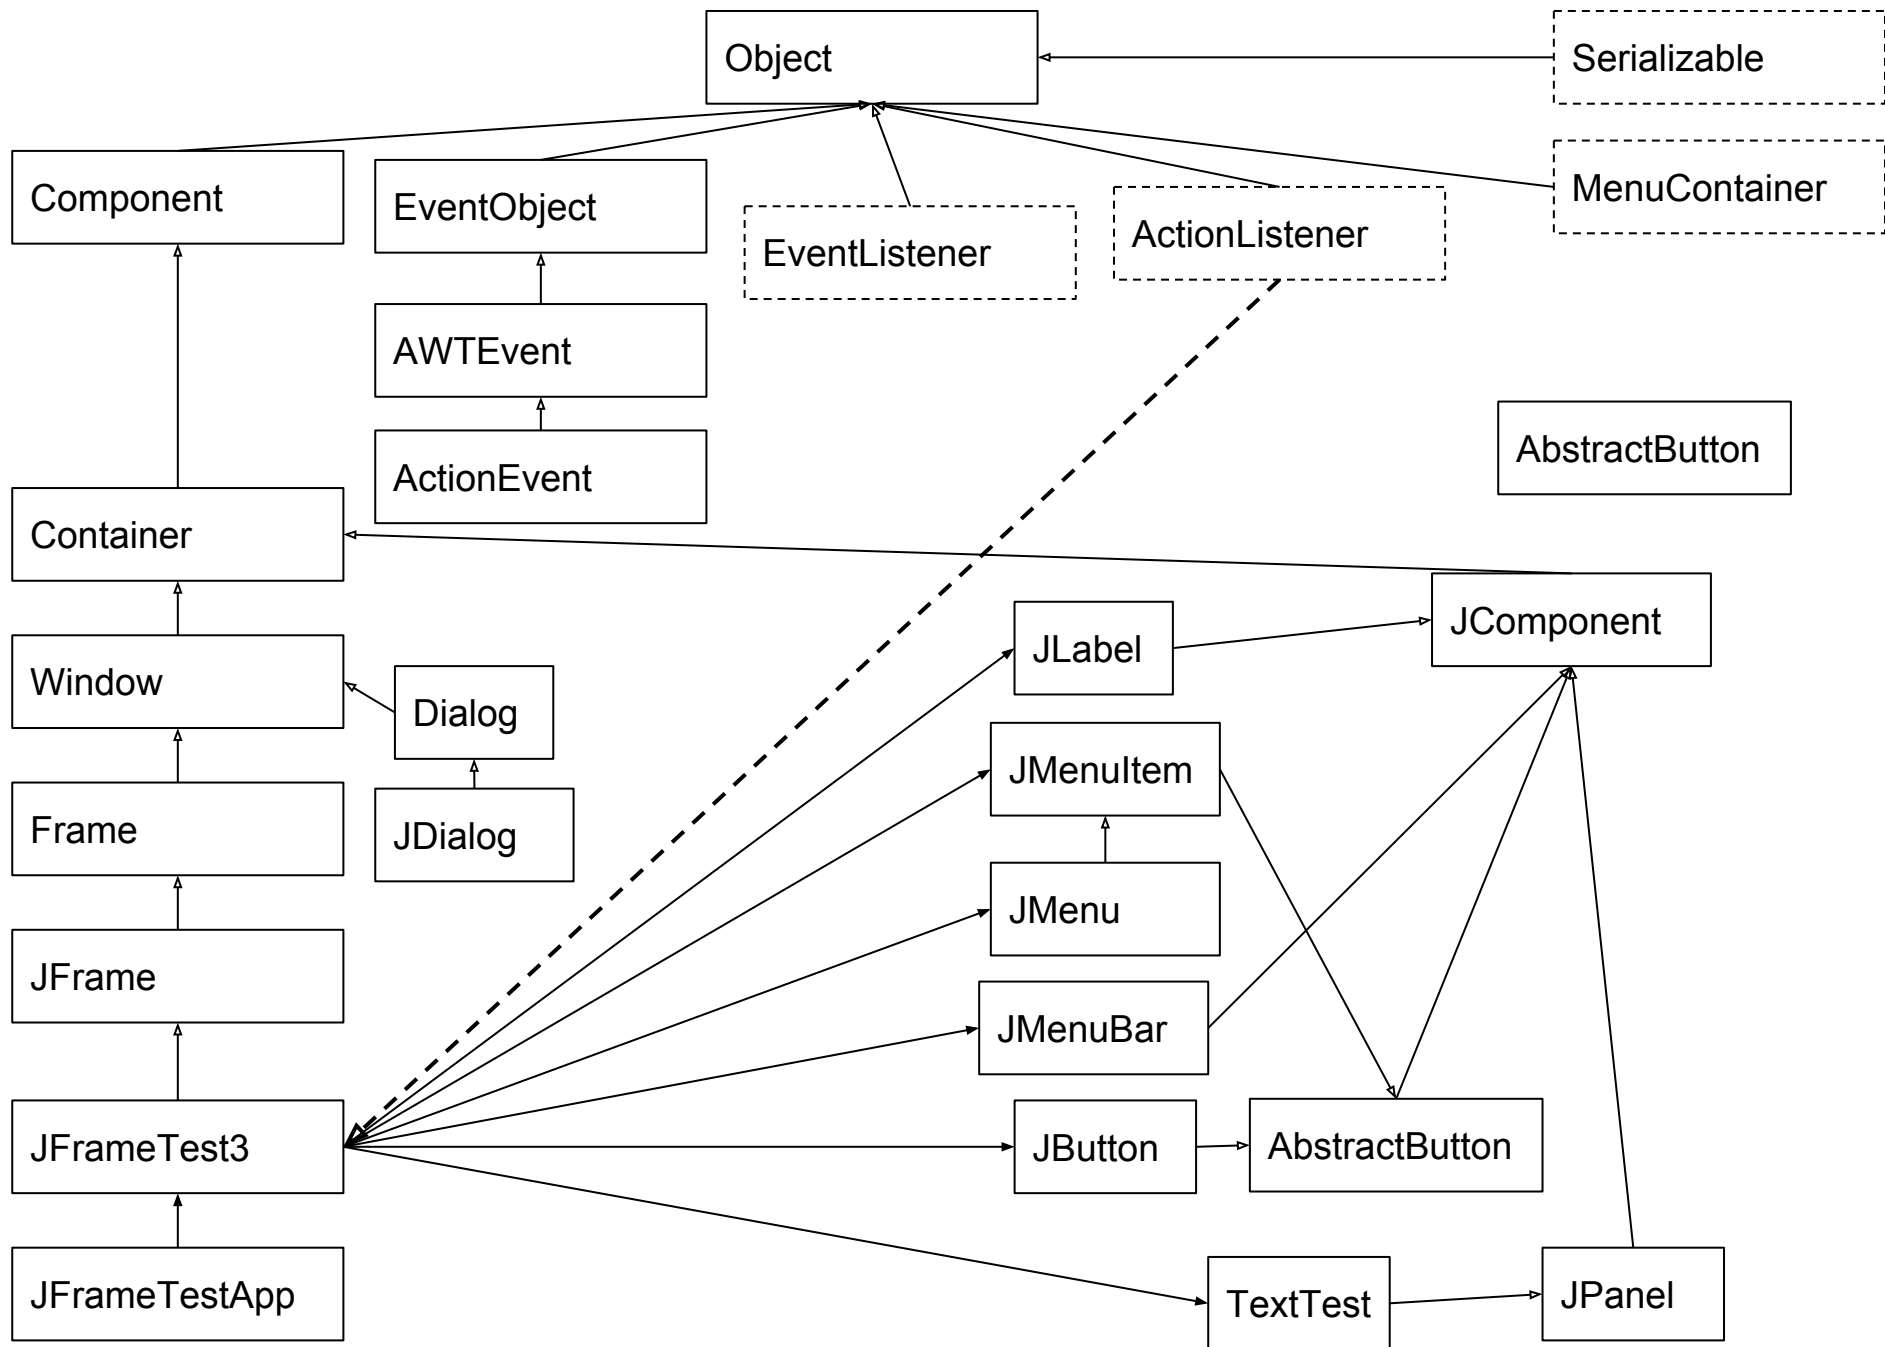 Object
Serializable
Component
EventObject
EventListener
ActionListener
MenuContainer
AWTEvent
AbstractButton
ActionEvent
Container
JComponent
JLabel
Window
Dialog
JMenuItem
Frame
JDialog
JMenu
JFrame
JMenuBar
JFrameTest3
JButton
AbstractButton
JFrameTestApp
TextTest
JPanel